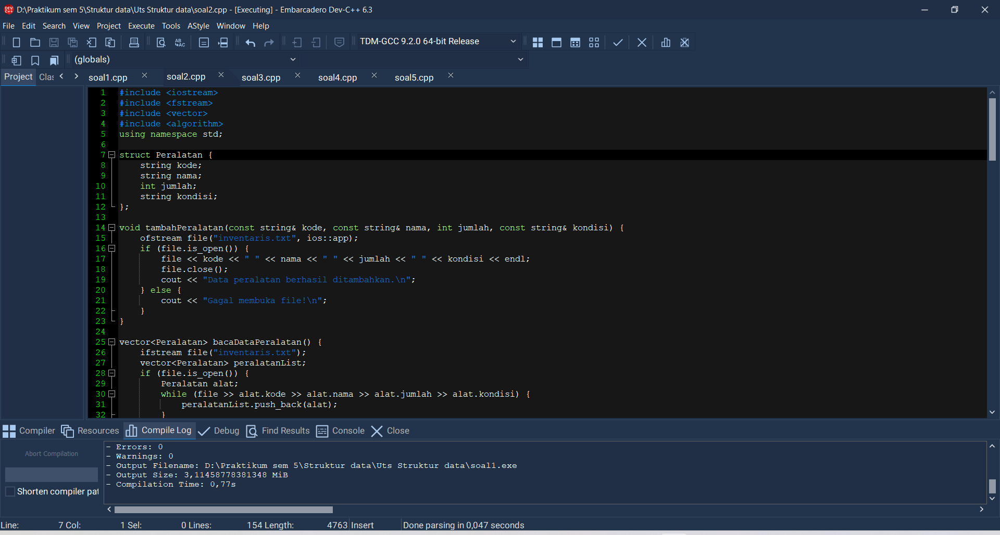 D:\Praktikum sem 5\Struktur data\Uts Struktur data\soal2.cpp - [Executing] - Embarcadero Dev-C++ 6.3
File Edit Search View Project Execute Tools AStyle Window Help
TDM-GCC 9.2.0 64-bit Release
(globals)
Project Clas soal1.cpp soal2.cpp soal3.cpp soal4.cpp soal5.cpp
1 #include <iostream>
2 #include <fstream>
3 #include <vector>
4 #include <algorithm>
5 using namespace std;
6
7 struct Peralatan {
8 string kode;
9 string nama;
10 int jumlah;
11 string kondisi;
12 };
13
14 void tambahPeralatan(const string& kode, const string& nama, int jumlah, const string& kondisi) {
15 ofstream file("inventaris.txt", ios::app);
16 if (file.is_open()) {
17 file << kode << " " << nama << " " << jumlah << " " << kondisi << endl;
18 file.close();
19 cout << "Data peralatan berhasil ditambahkan.\n";
20 } else {
21 cout << "Gagal membuka file!\n";
22 }
23 }
24
25 vector<Peralatan> bacaDataPeralatan() {
26 ifstream file("inventaris.txt");
27 vector<Peralatan> peralatanList;
28 if (file.is_open()) {
29 Peralatan alat;
30 while (file >> alat.kode >> alat.nama >> alat.jumlah >> alat.kondisi) {
31 peralatanList.push_back(alat);
32 }
Compiler Resources Compile Log Debug Find Results Console Close
Abort Compilation
Shorten compiler pat
- Errors: 0
- Warnings: 0
- Output Filename: D:\Praktikum sem 5\Struktur data\Uts Struktur data\soal1.exe
- Output Size: 3,11458778381348 MiB
- Compilation Time: 0,77s
Line: 7 Col: 1 Sel: 0 Lines: 154 Length: 4763 Insert Done parsing in 0,047 seconds